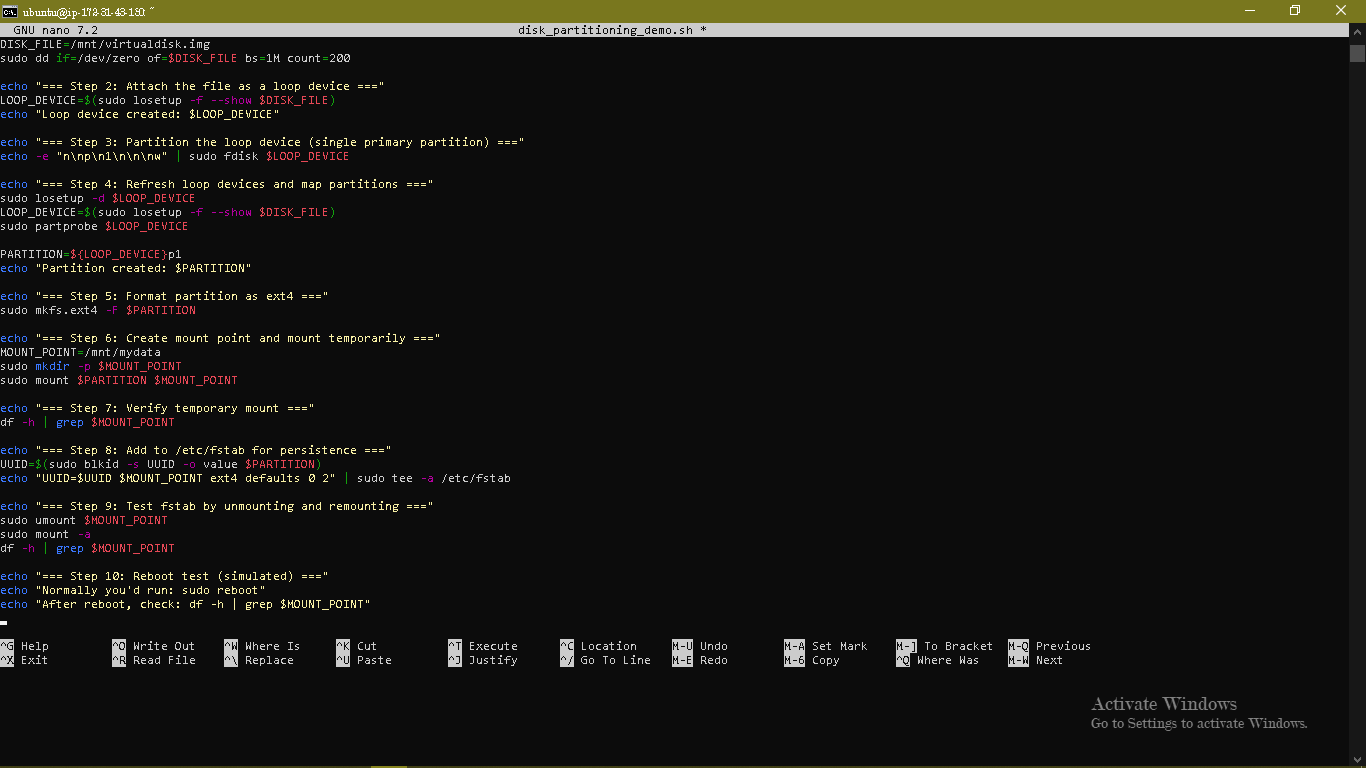 ubuntu@ip-172-31-43-130: ~
GNU nano 7.2 disk_partitioning_demo.sh *
DISK_FILE=/mnt/virtualdisk.img
sudo dd if=/dev/zero of=$DISK_FILE bs=1M count=200
echo "=== Step 2: Attach the file as a loop device ==="
LOOP_DEVICE=$(sudo losetup -f --show $DISK_FILE)
echo "Loop device created: $LOOP_DEVICE"
echo "=== Step 3: Partition the loop device (single primary partition) ==="
echo -e "n\np\n1\n\n\nw" | sudo fdisk $LOOP_DEVICE
echo "=== Step 4: Refresh loop devices and map partitions ==="
sudo losetup -d $LOOP_DEVICE
LOOP_DEVICE=$(sudo losetup -f --show $DISK_FILE)
sudo partprobe $LOOP_DEVICE
PARTITION=${LOOP_DEVICE}p1
echo "Partition created: $PARTITION"
echo "=== Step 5: Format partition as ext4 ==="
sudo mkfs.ext4 -F $PARTITION
echo "=== Step 6: Create mount point and mount temporarily ==="
MOUNT_POINT=/mnt/mydata
sudo mkdir -p $MOUNT_POINT
sudo mount $PARTITION $MOUNT_POINT
echo "=== Step 7: Verify temporary mount ==="
df -h | grep $MOUNT_POINT
echo "=== Step 8: Add to /etc/fstab for persistence ==="
UUID=$(sudo blkid -s UUID -o value $PARTITION)
echo "UUID=$UUID $MOUNT_POINT ext4 defaults 0 2" | sudo tee -a /etc/fstab
echo "=== Step 9: Test fstab by unmounting and remounting ==="
sudo umount $MOUNT_POINT
sudo mount -a
df -h | grep $MOUNT_POINT
echo "=== Step 10: Reboot test (simulated) ==="
echo "Normally you'd run: sudo reboot"
echo "After reboot, check: df -h | grep $MOUNT_POINT"
^G Help ^O Write Out ^W Where Is ^K Cut ^T Execute ^C Location M-U Undo M-A Set Mark M-] To Bracket M-Q Previous
^X Exit ^R Read File ^\ Replace ^U Paste ^J Justify ^/ Go To Line M-E Redo M-6 Copy ^Q Where Was M-W Next
Activate Windows
Go to Settings to activate Windows.